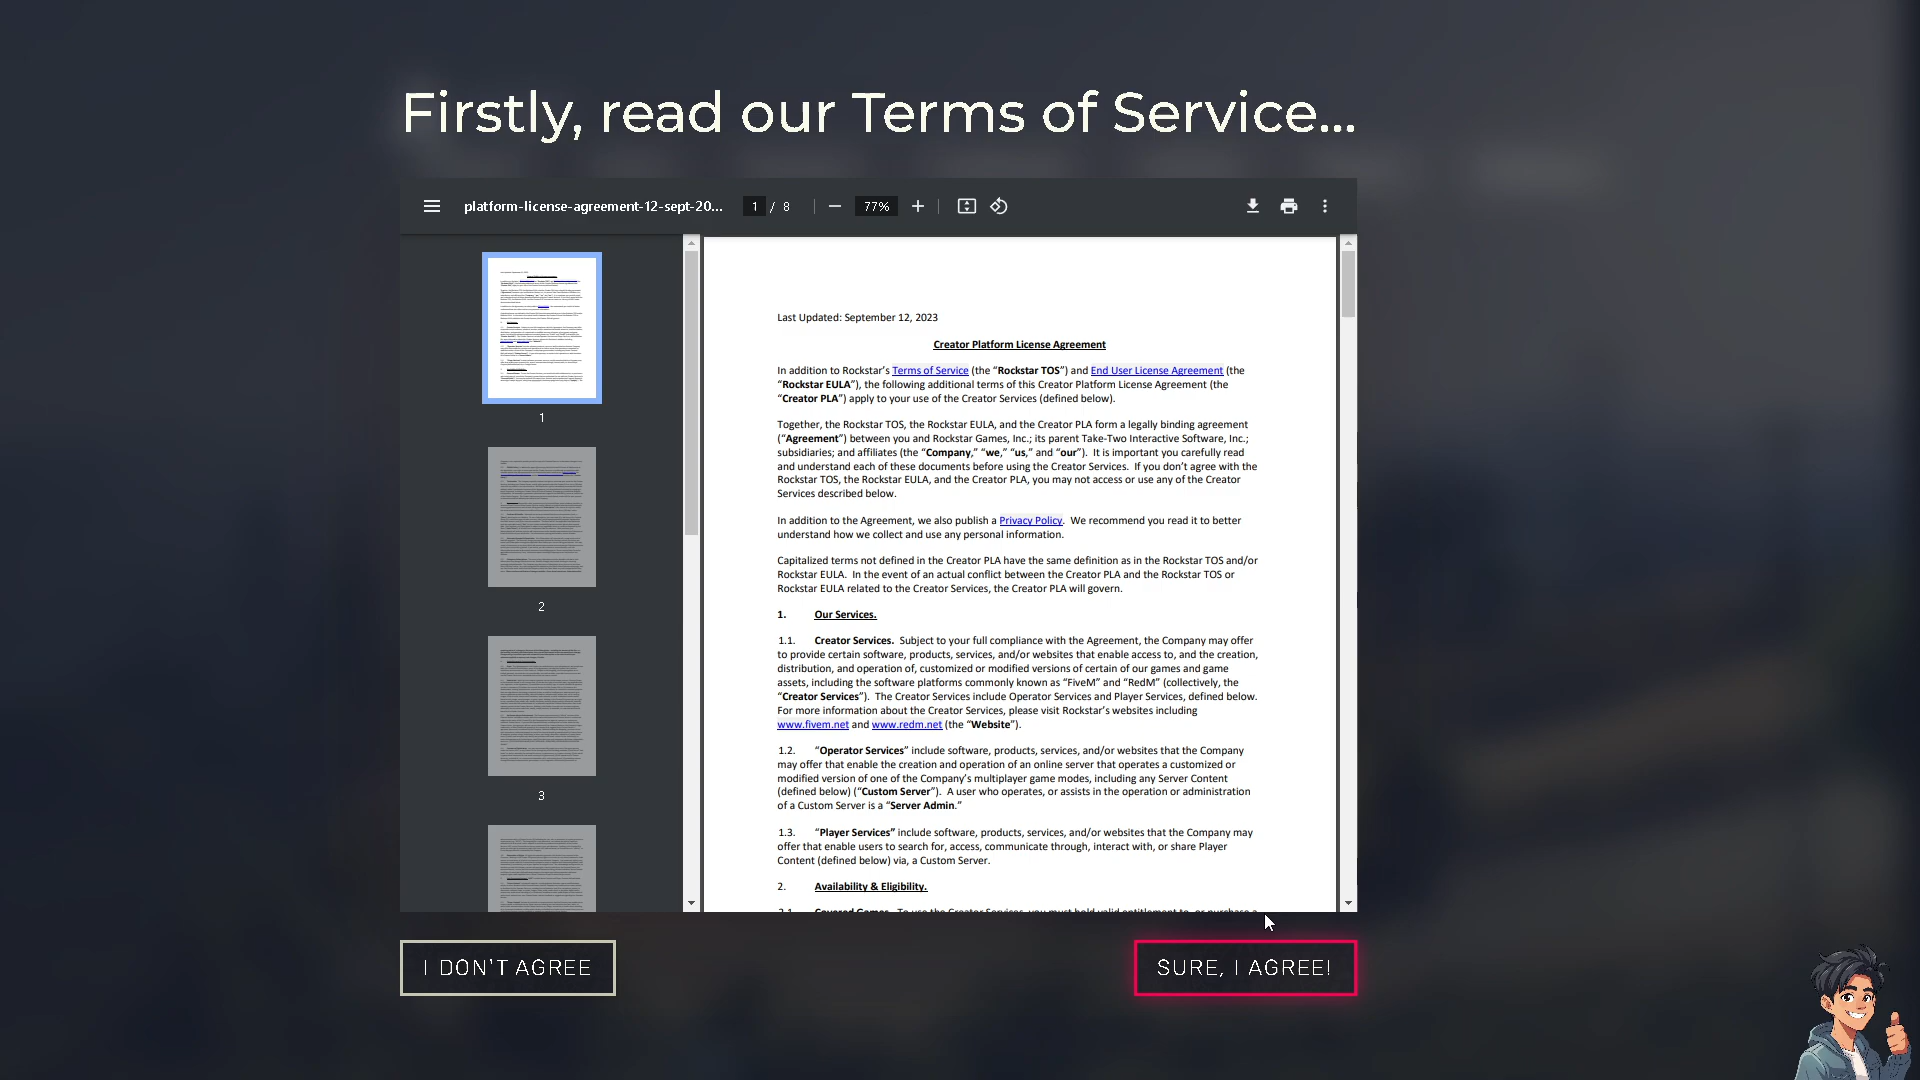 Firstly, read our Terms of Service...
platform-license-agreement-12-sept-20...
1 / 8
77%
1
2
3
Last Updated: September 12, 2023
Creator Platform License Agreement
In addition to Rockstar's Terms of Service (the “Rockstar TOS”) and End User License Agreement (the
“Rockstar EULA”), the following additional terms of this Creator Platform License Agreement (the
“Creator PLA”) apply to your use of the Creator Services (defined below).
Together, the Rockstar TOS, the Rockstar EULA, and the Creator PLA form a legally binding agreement
(“Agreement”) between you and Rockstar Games, Inc.; its parent Take-Two Interactive Software, Inc.;
subsidiaries; and affiliates (the “Company,” “we,” “us,” and “our”). It is important you carefully read
and understand each of these documents before using the Creator Services. If you don't agree with the
Rockstar TOS, the Rockstar EULA, and the Creator PLA, you may not access or use any of the Creator
Services described below.
In addition to the Agreement, we also publish a Privacy Policy. We recommend you read it to better
understand how we collect and use any personal information.
Capitalized terms not defined in the Creator PLA have the same definition as in the Rockstar TOS and/or
Rockstar EULA. In the event of an actual conflict between the Creator PLA and the Rockstar TOS or
Rockstar EULA related to the Creator Services, the Creator PLA will govern.
1. Our Services.
1.1. Creator Services. Subject to your full compliance with the Agreement, the Company may offer
to provide certain software, products, services, and/or websites that enable access to, and the creation,
distribution, and operation of, customized or modified versions of certain of our games and game
assets, including the software platforms commonly known as “FiveM” and “RedM” (collectively, the
“Creator Services”). The Creator Services include Operator Services and Player Services, defined below.
For more information about the Creator Services, please visit Rockstar's websites including
www.fivem.net and www.redm.net (the “Website”).
1.2. “Operator Services” include software, products, services, and/or websites that the Company
may offer that enable the creation and operation of an online server that operates a customized or
modified version of one of the Company's multiplayer game modes, including any Server Content
(defined below) (“Custom Server”). A user who operates, or assists in the operation or administration
of a Custom Server is a “Server Admin.”
1.3. “Player Services” include software, products, services, and/or websites that the Company may
offer that enable users to search for, access, communicate through, interact with, or share Player
Content (defined below) via, a Custom Server.
2. Availability & Eligibility.
2.1. Covered Games. To use the Creator Services, you must hold valid entitlement to, or purchase a
I DON'T AGREE
SURE, I AGREE!